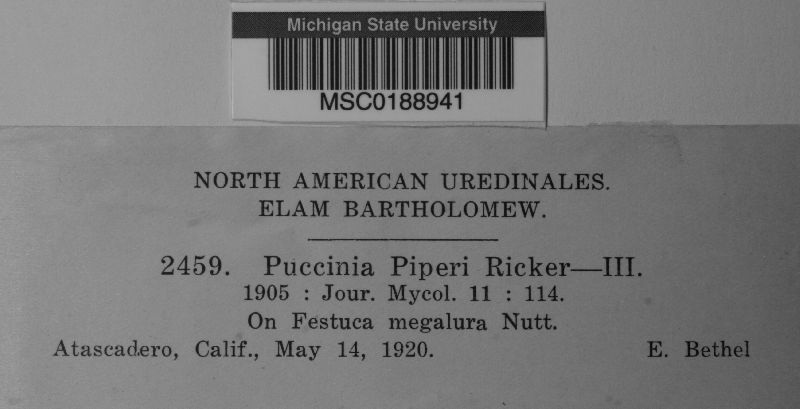 Michigan State University
MSC0188941
NORTH AMERICAN UREDINALES.
ELAM BARTHOLOMEW.
2459. Puccinia Piperi Ricker—III.
1905 : Jour. Mycol. 11 : 114.
On Festuca megalura Nutt.
Atascadero, Calif., May 14, 1920. E. Bethel